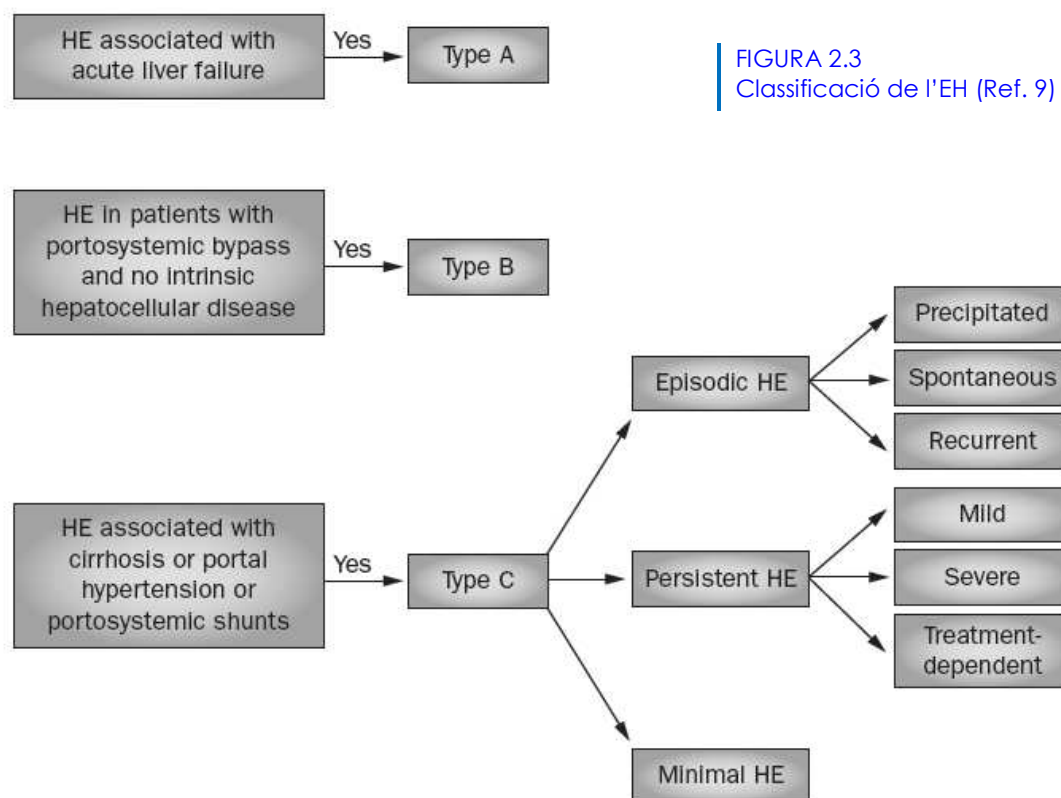 HE associated with
acute liver failure
Yes
Type A
FIGURA 2.3
Classificació de l’EH (Ref. 9)
HE in patients with
portosystemic bypass
and no intrinsic
hepatocellular disease
Yes
Type B
HE associated with
cirrhosis or portal
hypertension or
portosystemic shunts
Yes
Type C
Episodic HE
Precipitated
Spontaneous
Recurrent
Persistent HE
Mild
Severe
Treatment-
dependent
Minimal HE